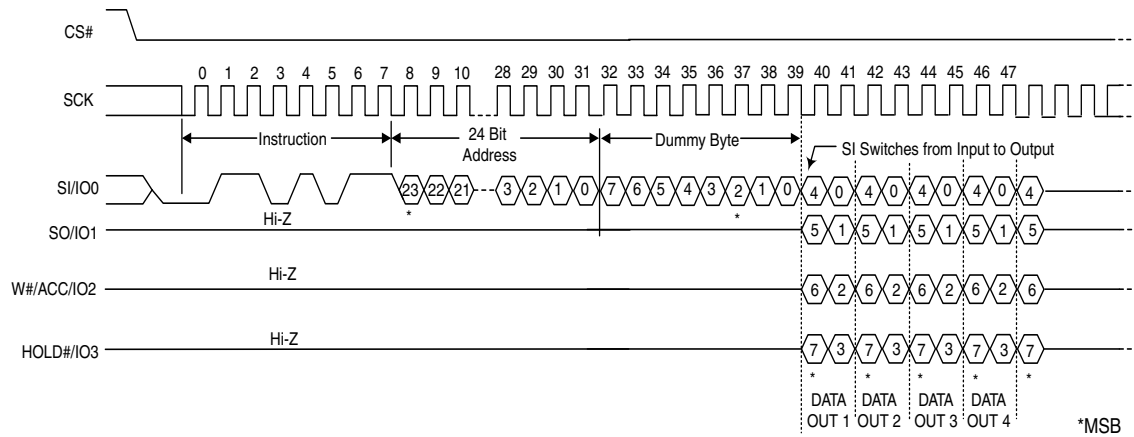 CS#
0 1 2 3 4 5 6 7 8 9 10 28 29 30 31 32 33 34 35 36 37 38 39 40 41 42 43 44 45 46 47
SCK
Instruction
24 Bit
Address
Dummy Byte
SI Switches from Input to Output
SI/IO0
23 22 21 3 2 1 0 7 6 5 4 3 2 1 0 4 0 4 0 4 0 4 0 4
* *
Hi-Z
SO/IO1
5 1 5 1 5 1 5 1 5
Hi-Z
W#/ACC/IO2
6 2 6 2 6 2 6 2 6
Hi-Z
HOLD#/IO3
7 3 7 3 7 3 7 3 7
* * * * *
DATA DATA DATA DATA
OUT 1 OUT 2 OUT 3 OUT 4
*MSB